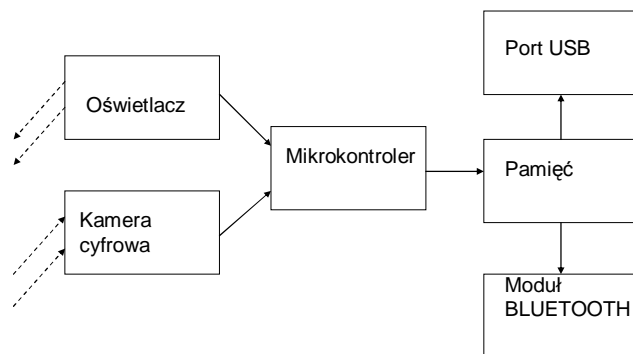 Port USB
Oświetlacz
Mikrokontroler
Pamięć
Kamera
cyfrowa
Moduł
BLUETOOTH